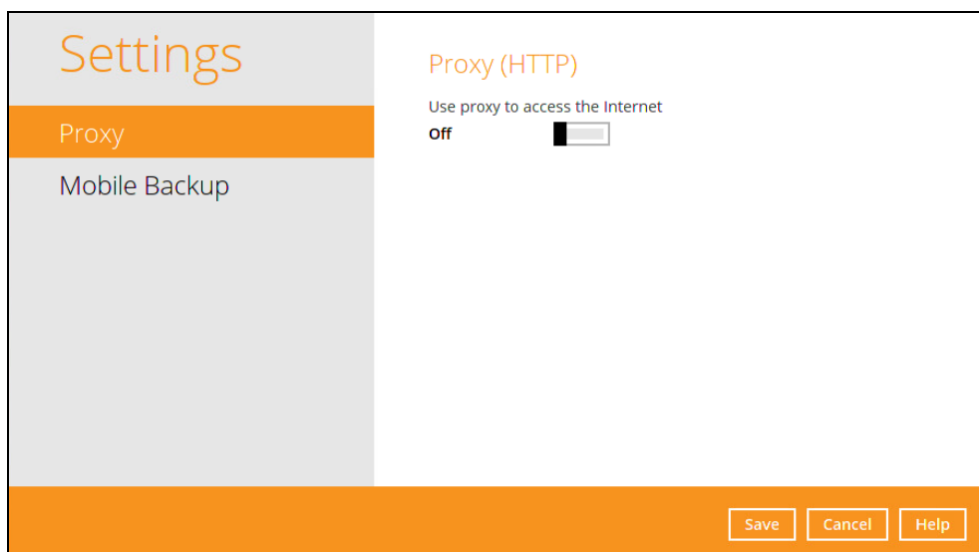 Settings
Proxy
Mobile Backup
Proxy (HTTP)
Use proxy to access the Internet
Off
Save
Cancel
Help